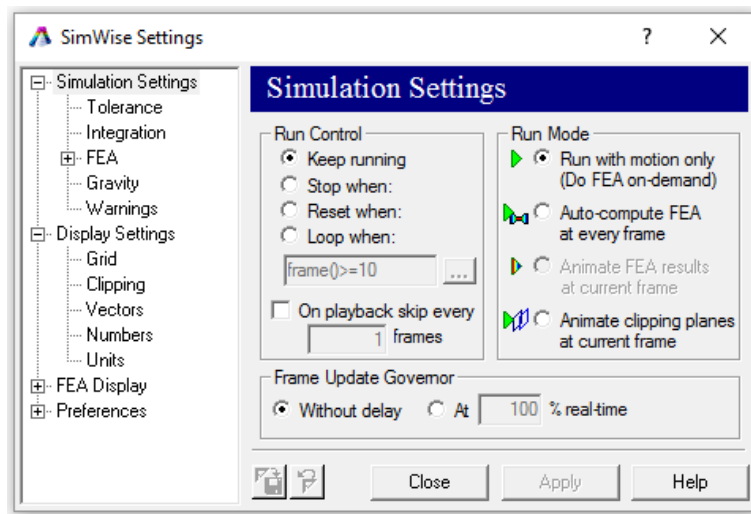 SimWise Settings
? X
Simulation Settings
Tolerance
Integration
FEA
Gravity
Warnings
Display Settings
Grid
Clipping
Vectors
Numbers
Units
FEA Display
Preferences
Simulation Settings
Run Control
Keep running
Stop when:
Reset when:
Loop when:
frame()>=10
...
On playback skip every
1 frames
Run Mode
Run with motion only
(Do FEA on-demand)
Auto-compute FEA
at every frame
Animate FEA results
at current frame
Animate clipping planes
at current frame
Frame Update Governor
Without delay At 100 % real-time
Close Apply Help